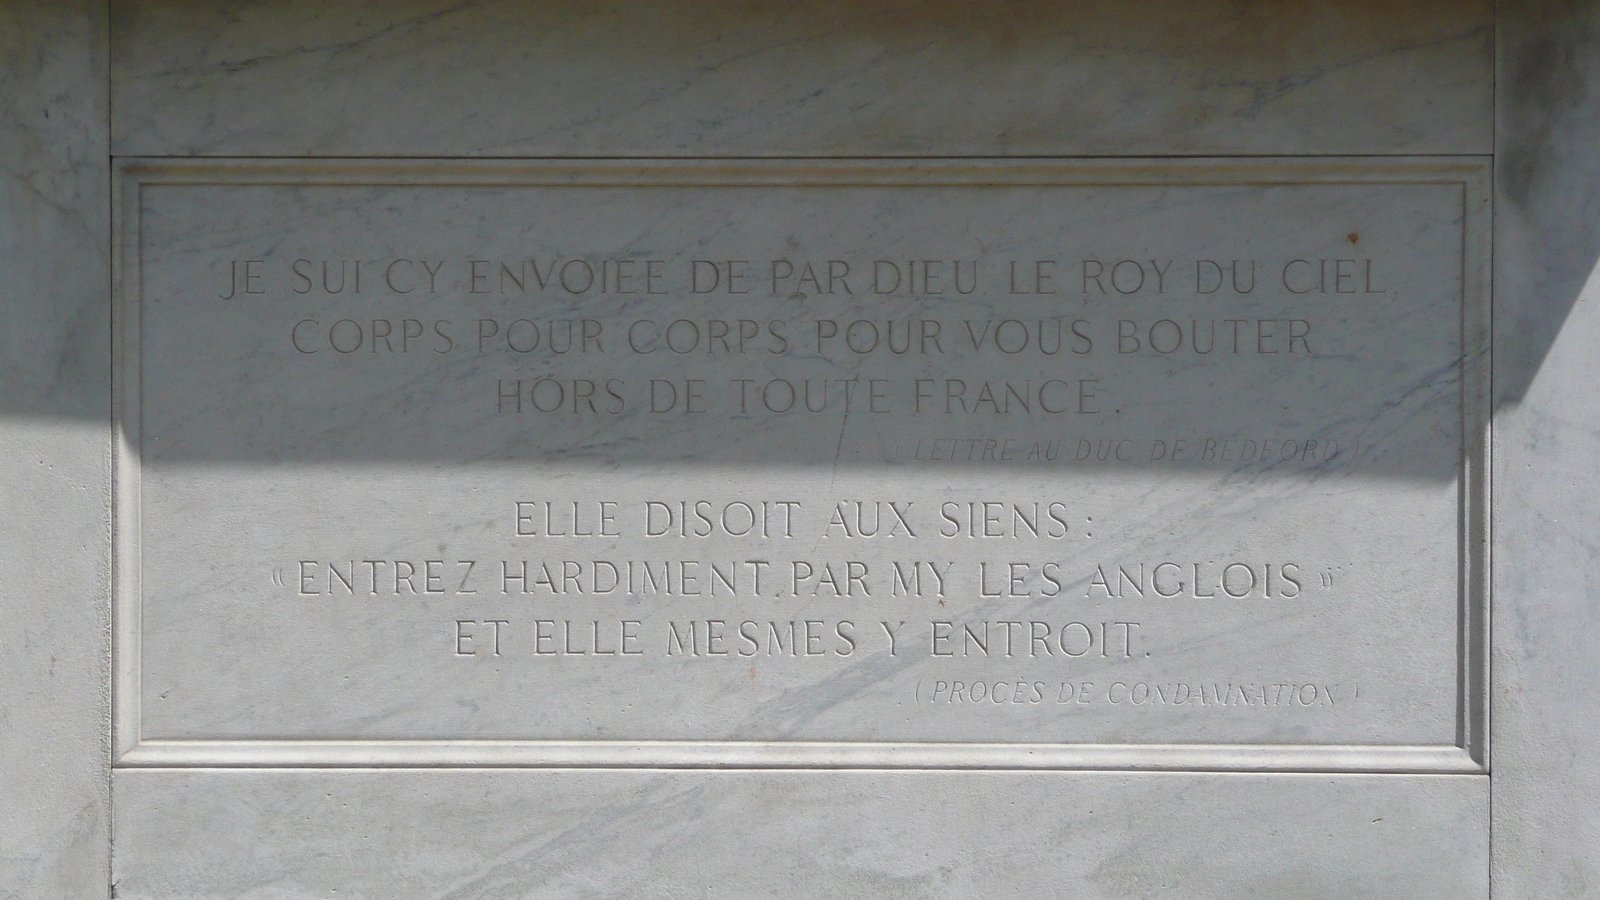 JE SUI CY ENVOIEE DE PAR DIEU LE ROY DU CIEL,
CORPS POUR CORPS POUR VOUS BOUTER
HORS DE TOUTE FRANCE.
(LETTRE AU DUC DE BEDFORD)
ELLE DISOIT AUX SIENS :
« ENTREZ HARDIMENT PAR MY LES ANGLOIS »
ET ELLE MESMES Y ENTROIT.
(PROCÈS DE CONDAMNATION)